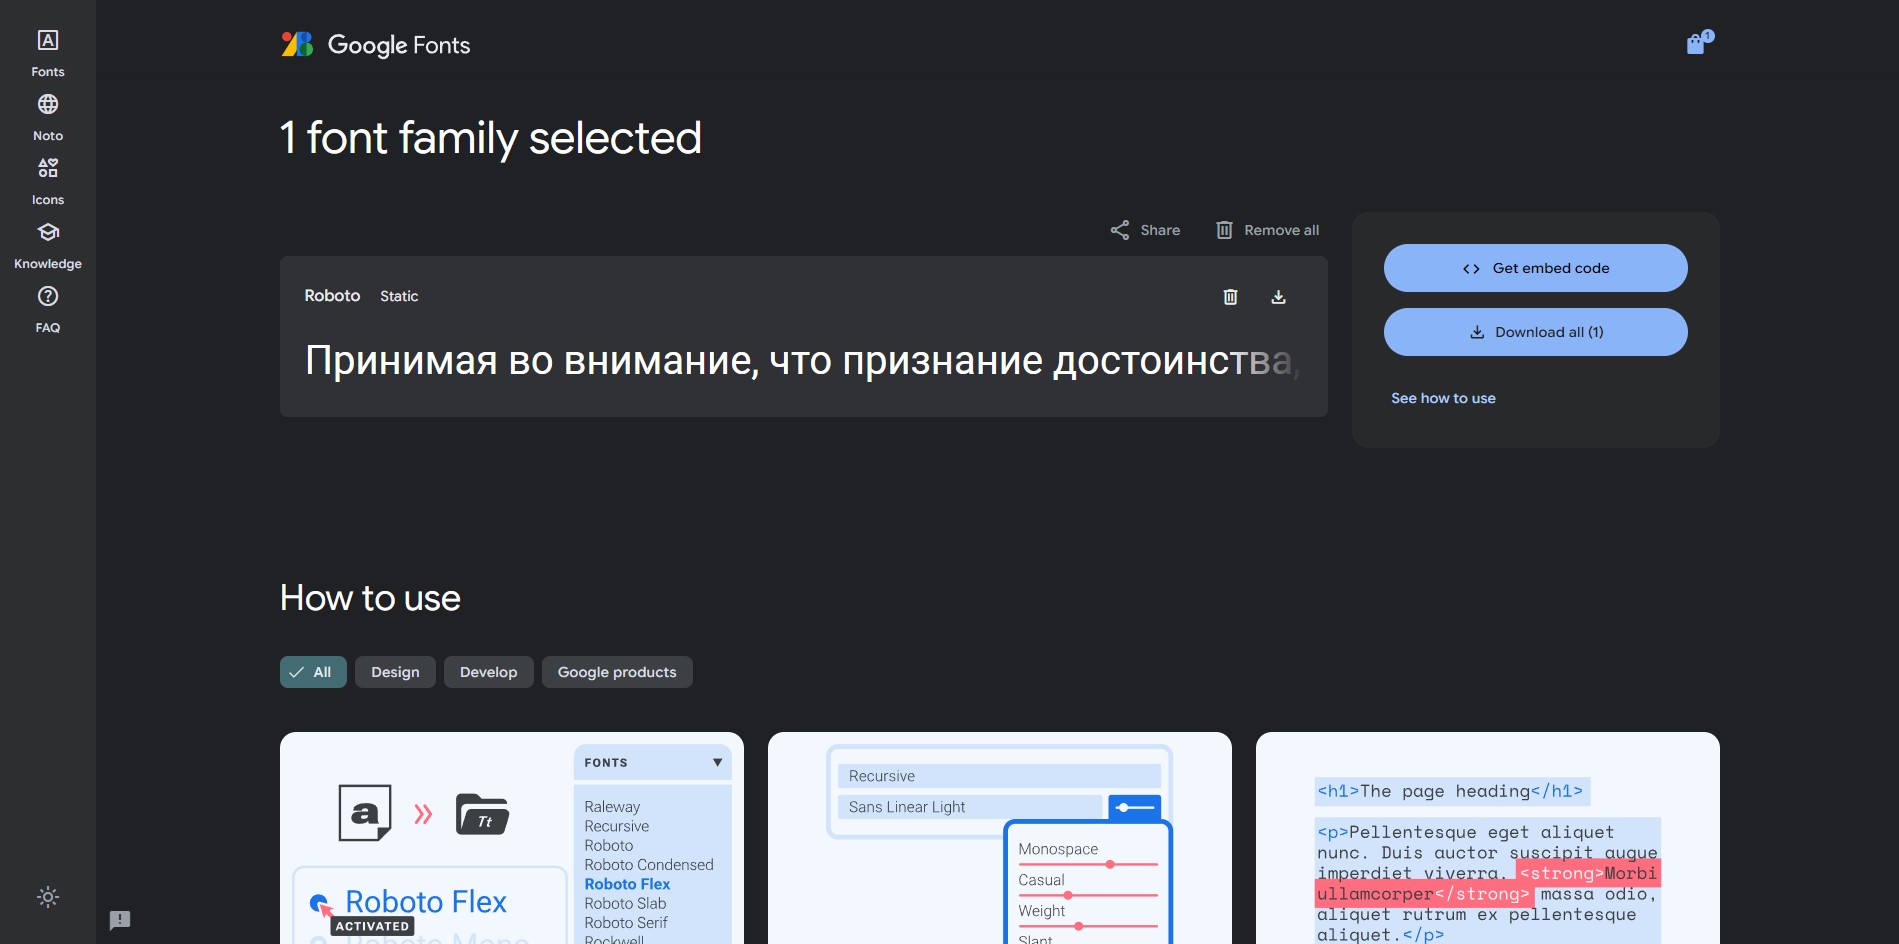 Fonts
Noto
Icons
Knowledge
FAQ
Google Fonts
1
1 font family selected
Share
Remove all
Roboto Static
Принимая во внимание, что признание достоинства,
Get embed code
Download all (1)
See how to use
How to use
All
Design
Develop
Google products
a
Tt
FONTS
Raleway
Recursive
Roboto
Roboto Condensed
Roboto Flex
Roboto Slab
Roboto Serif
Rockwell
Roboto Flex
ACTIVATED
Roboto Mono
Recursive
Sans Linear Light
Monospace
Casual
Weight
Slant
<h1>The page heading</h1>
<p>Pellentesque eget aliquet
nunc. Duis auctor suscipit augue
imperdiet viverra. <strong>Morbi
ullamcorper</strong> massa odio,
aliquet rutrum ex pellentesque
aliquet.</p>